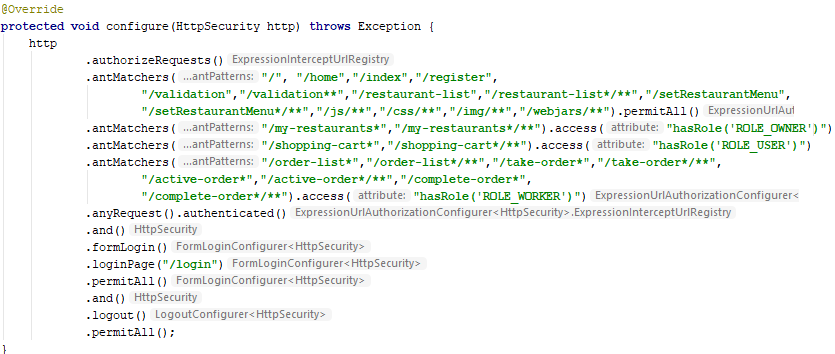 @Override
protected void configure(HttpSecurity http) throws Exception {
http
.authorizeRequests() ExpressionInterceptUrlRegistry
.antMatchers( ...antPatterns: "/", "/home","/index","/register",
"/validation","/validation**","/restaurant-list","/restaurant-list*/**","/setRestaurantMenu",
"/setRestaurantMenu*/**","/js/**","/css/**","/img/**","/webjars/**").permitAll() ExpressionUrlAut
.antMatchers( ...antPatterns: "/my-restaurants*","/my-restaurants*/**").access( attribute: "hasRole('ROLE_OWNER')")
.antMatchers( ...antPatterns: "/shopping-cart*","/shopping-cart*/**").access( attribute: "hasRole('ROLE_USER')")
.antMatchers( ...antPatterns: "/order-list*","/order-list*/**","/take-order*","/take-order*/**",
"/active-order*","/active-order*/**","/complete-order*",
"/complete-order*/**").access( attribute: "hasRole('ROLE_WORKER')") ExpressionUrlAuthorizationConfigurer<
.anyRequest().authenticated() ExpressionUrlAuthorizationConfigurer<HttpSecurity>.ExpressionInterceptUrlRegistry
.and() HttpSecurity
.formLogin() FormLoginConfigurer<HttpSecurity>
.loginPage("/login") FormLoginConfigurer<HttpSecurity>
.permitAll() FormLoginConfigurer<HttpSecurity>
.and() HttpSecurity
.logout() LogoutConfigurer<HttpSecurity>
.permitAll();
}